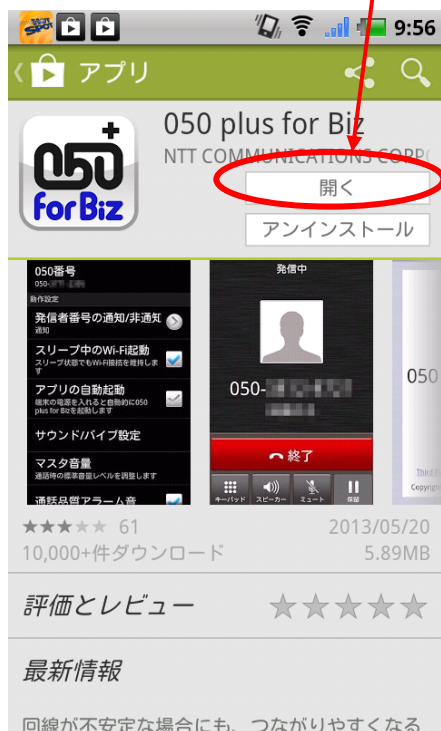 9:56
アプリ
050
for Biz
050 plus for Biz
NTT COMMUNICATIONS CORP(
開く
アンインストール
050番号
050-
動作設定
発信者番号の通知/非通知
通知
スリープ中のWi-Fi起動
スリープ状態でもWi-Fi接続を維持します
アプリの自動起動
端末の電源を入れると自動的に050
plus for Bizを起動します
サウンド/バイブ設定
マスタ音量
通話時の標準音量レベルを調整します
通話品質アラーム音
発信中
050-
終了
キーパッド
スピーカー
ミュート
保留
050
Copyright
★★★★★ 61
2013/05/20
10,000+件ダウンロード
5.89MB
評価とレビュー
最新情報
回線が不安定な場合にも、つながりやすくなる